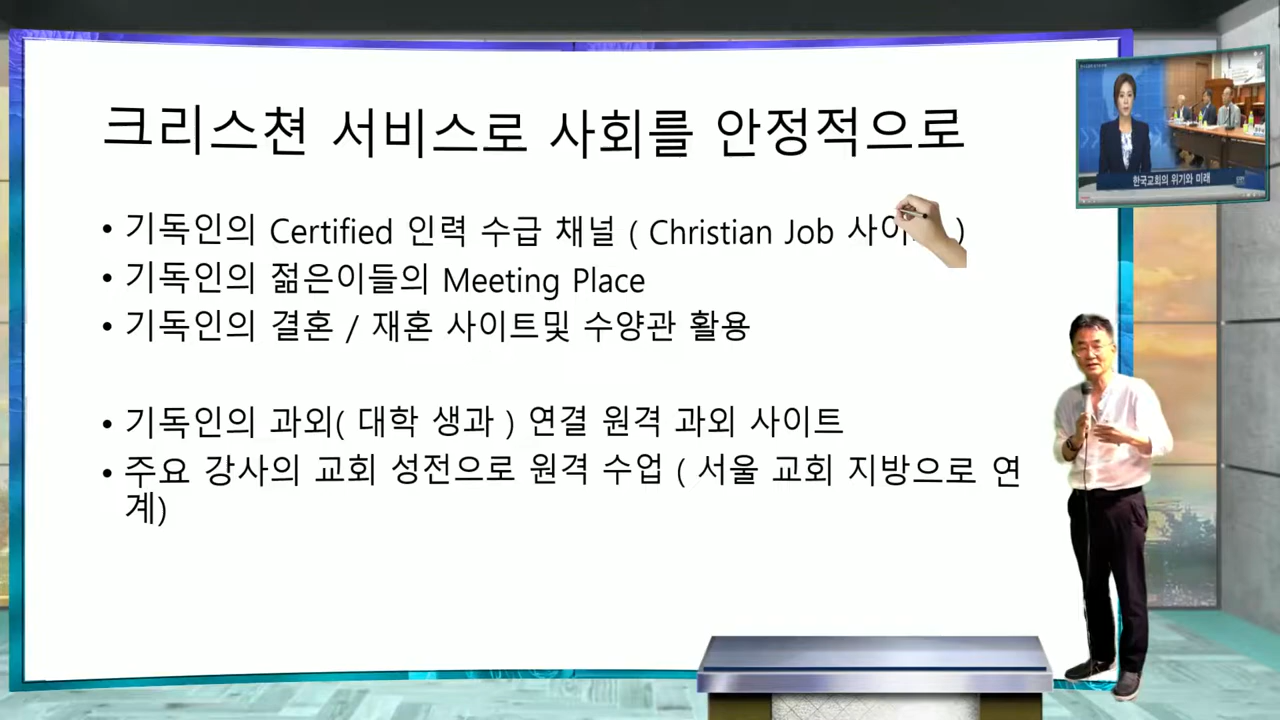 크리스쳔 서비스로 사회를 안정적으로
• 기독인의 Certified 인력 수급 채널 ( Christian Job 사이 )
• 기독인의 젊은이들의 Meeting Place
• 기독인의 결혼 / 재혼 사이트및 수양관 활용
• 기독인의 과외( 대학 생과 ) 연결 원격 과외 사이트
• 주요 강사의 교회 성전으로 원격 수업 ( 서울 교회 지방으로 연
계)
한국교회의 위기와 미래